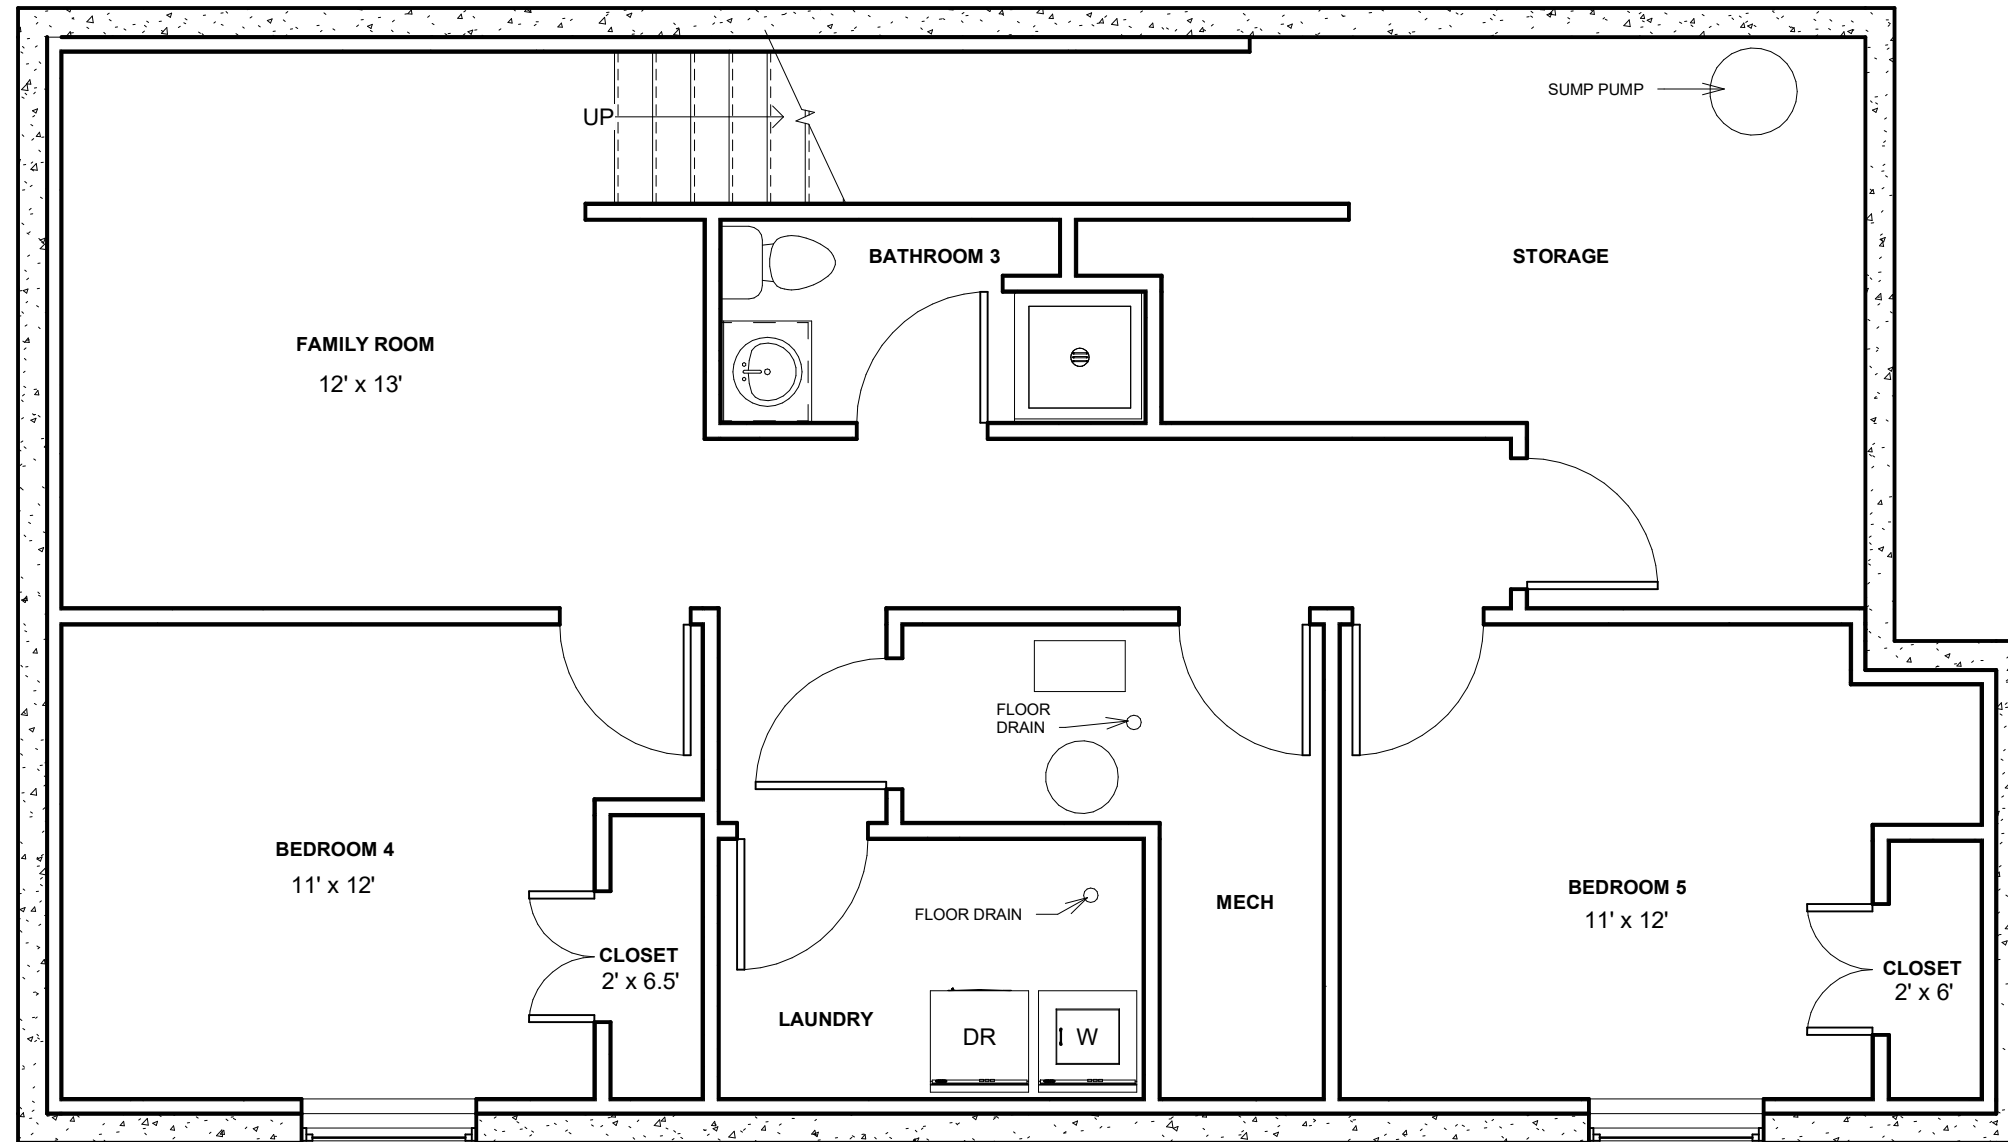 SUMP PUMP
UP
BATHROOM 3
STORAGE
FAMILY ROOM
12' x 13'
FLOOR
DRAIN
BEDROOM 4
11' x 12'
BEDROOM 5
11' x 12'
MECH
FLOOR DRAIN
CLOSET
2' x 6.5'
CLOSET
2' x 6'
LAUNDRY
DR
W